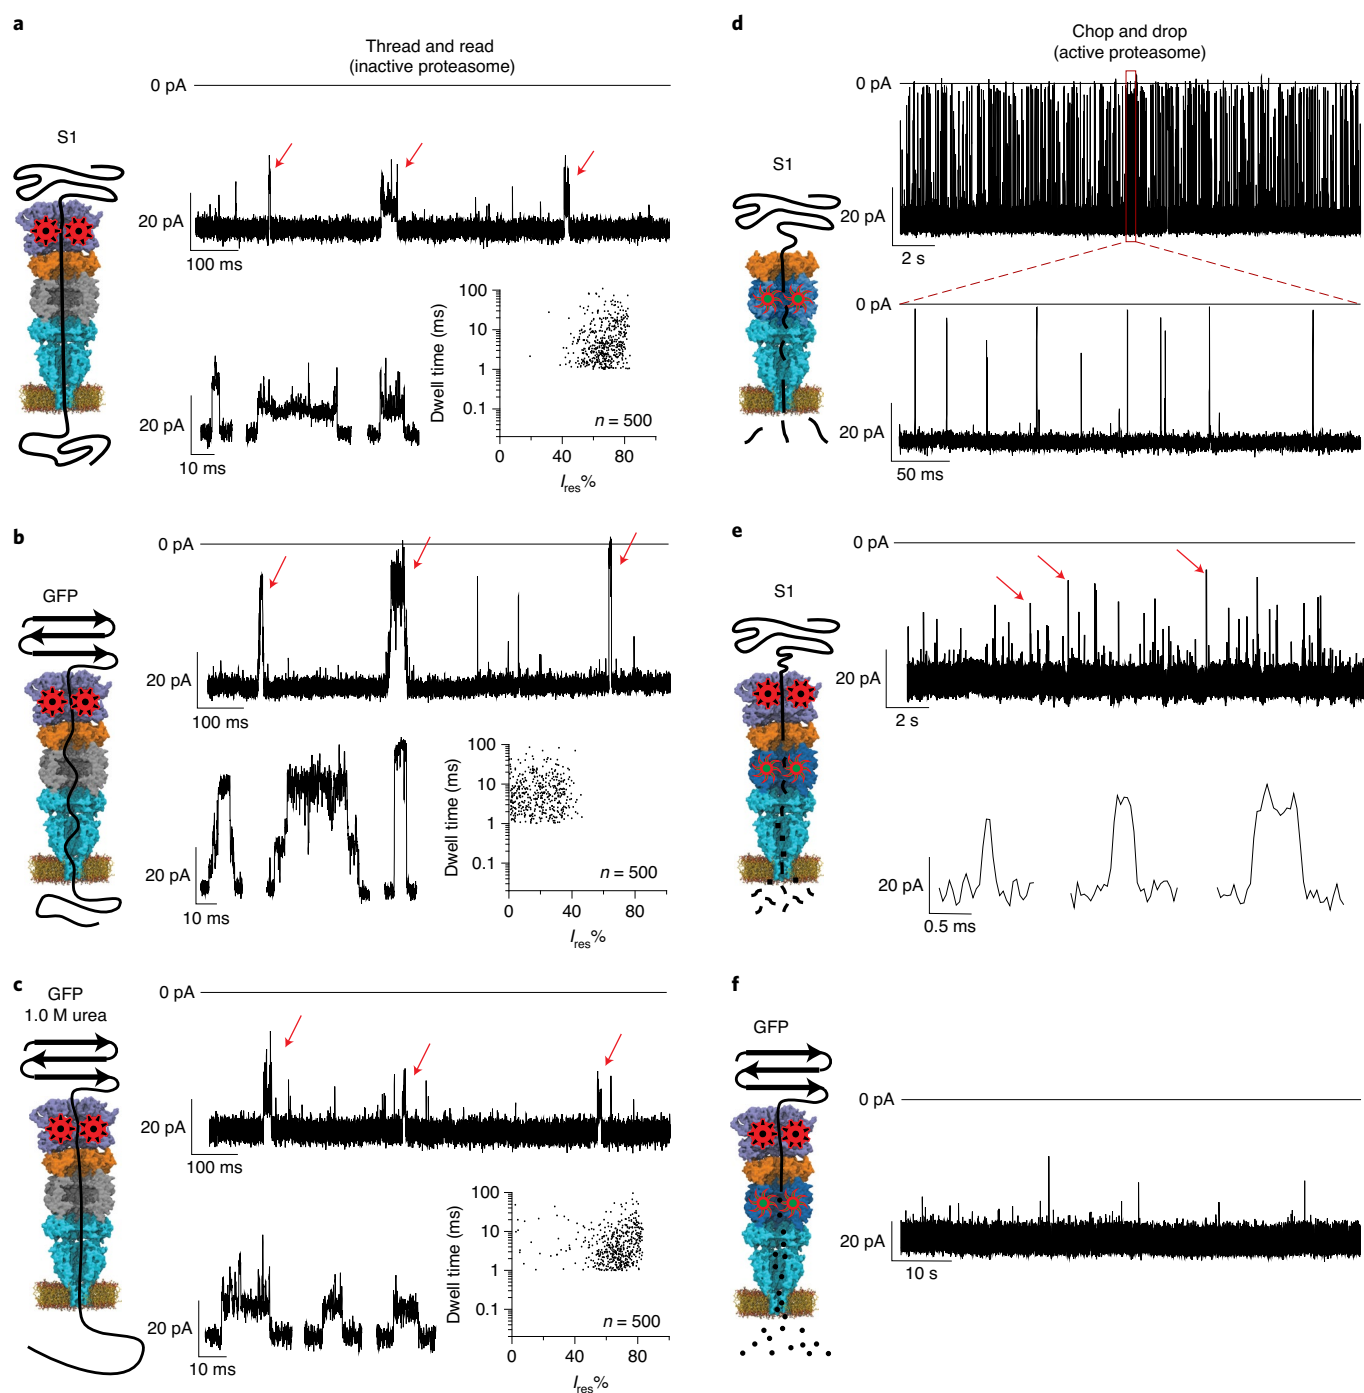 a
Thread and read
(inactive proteasome)
0 pA
S1
20 pA
100 ms
20 pA
10 ms
Dwell time (ms)
100
10
1
0.1
n = 500
0
40
80
Ires%
b
0 pA
GFP
20 pA
100 ms
20 pA
10 ms
Dwell time (ms)
100
10
1
0.1
n = 500
0
40
80
Ires%
c
GFP
1.0 M urea
0 pA
20 pA
100 ms
20 pA
10 ms
Dwell time (ms)
100
10
1
0.1
n = 500
0
40
80
Ires%
d
Chop and drop
(active proteasome)
0 pA
S1
20 pA
2 s
0 pA
20 pA
50 ms
e
0 pA
S1
20 pA
2 s
20 pA
0.5 ms
f
GFP
0 pA
20 pA
10 s